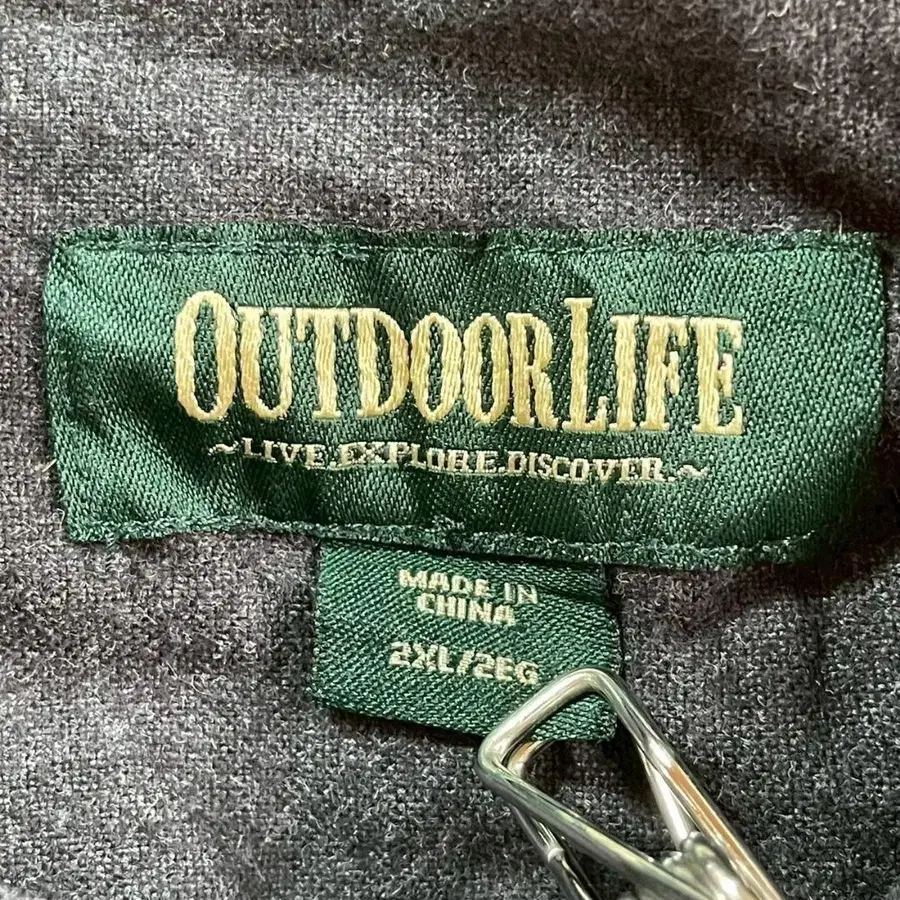 OUTDOORLIFE
~LIVE.EXPLORE.DISCOVER.~
MADE IN
CHINA
2XL/2EG